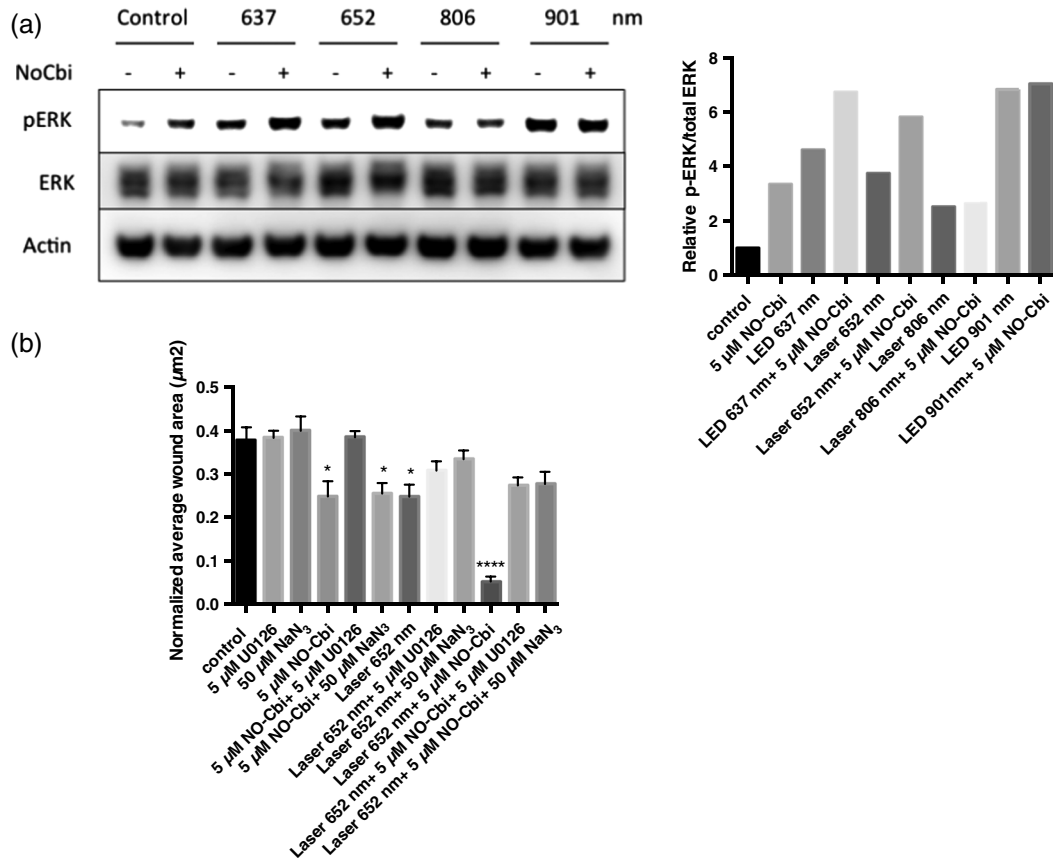 (a)
Control 637 652 806 901 nm
NoCbi - + - + - + - + - +
pERK
ERK
Actin
Relative p-ERK/total ERK
8
6
4
2
0
control
5 µM NO-Cbi
LED 637 nm
LED 637 nm+ 5 µM NO-Cbi
Laser 652 nm
Laser 652 nm+ 5 µM NO-Cbi
Laser 806 nm
Laser 806 nm+ 5 µM NO-Cbi
LED 901 nm
LED 901nm+ 5 µM NO-Cbi
(b)
Normalized average wound area (µm2)
0.5
0.4
0.3
0.2
0.1
0.0
* * * ****
control
5 µM U0126
50 µM NaN₃
5 µM NO-Cbi
5 µM NO-Cbi+ 5 µM U0126
5 µM NO-Cbi+ 50 µM NaN³
Laser 652 nm
Laser 652 nm+ 5 µM U0126
Laser 652 nm+ 50 µM NaN₃
Laser 652 nm+ 5 µM NO-Cbi
Laser 652 nm+ 5 µM NO-Cbi+ 5 µM U0126
Laser 652 nm+ 5 µM NO-Cbi+ 50 µM NaN₃